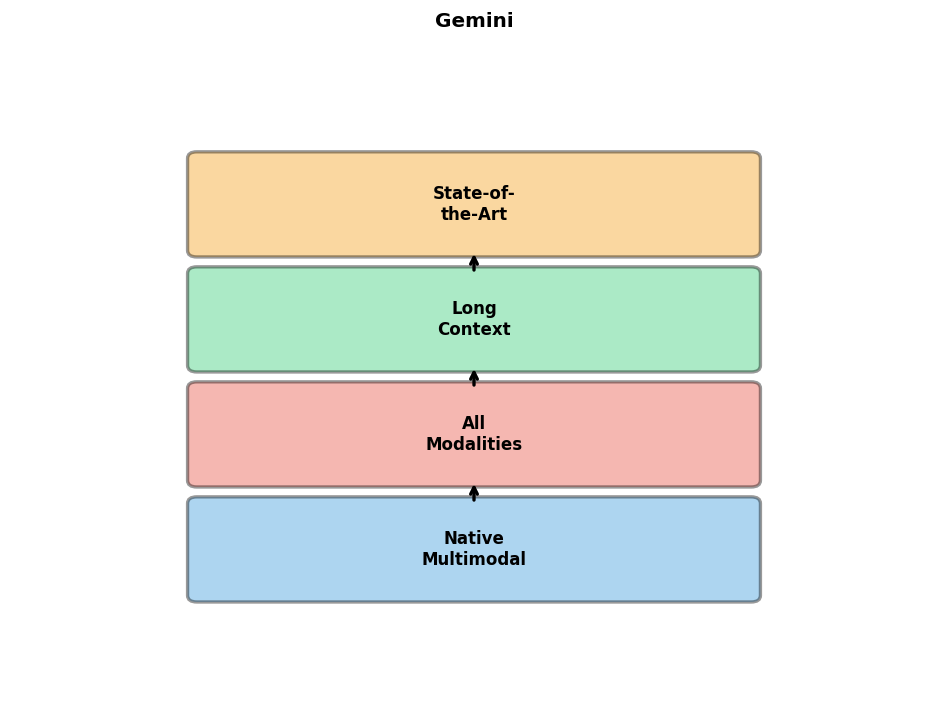 Gemini
State-of-
the-Art
Long
Context
All
Modalities
Native
Multimodal